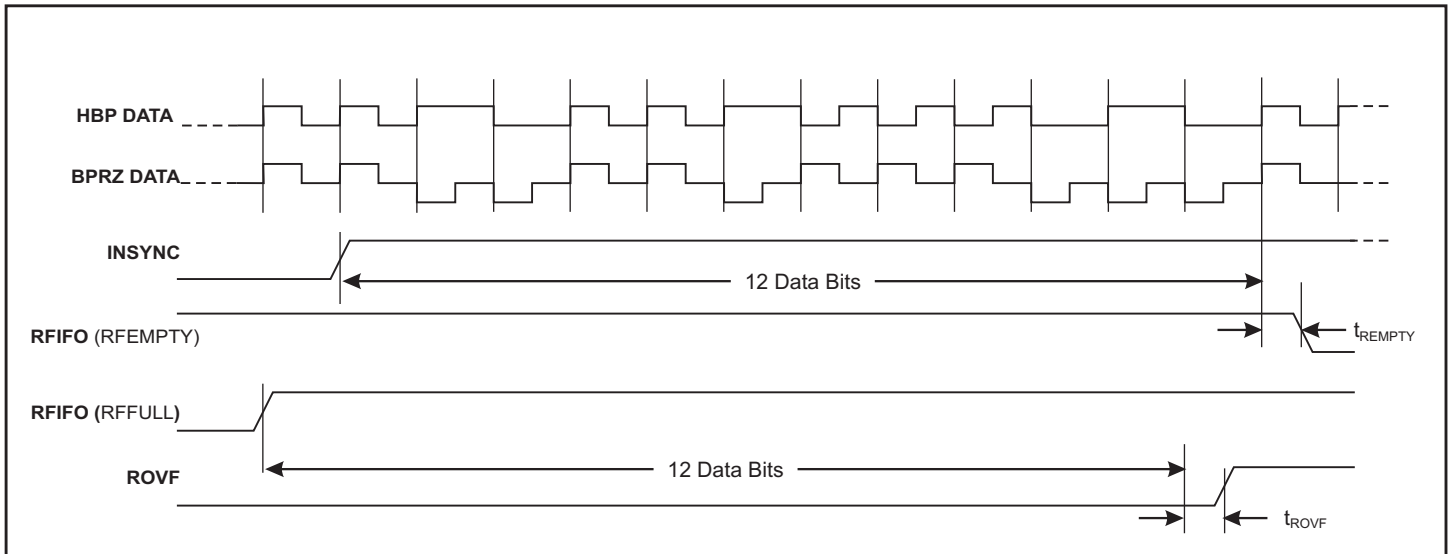 HBP DATA
BPRZ DATA
INSYNC
12 Data Bits
RFIFO (RFEMPTY)
tREMPTY
RFIFO (RFFULL)
12 Data Bits
ROVF
tROVF